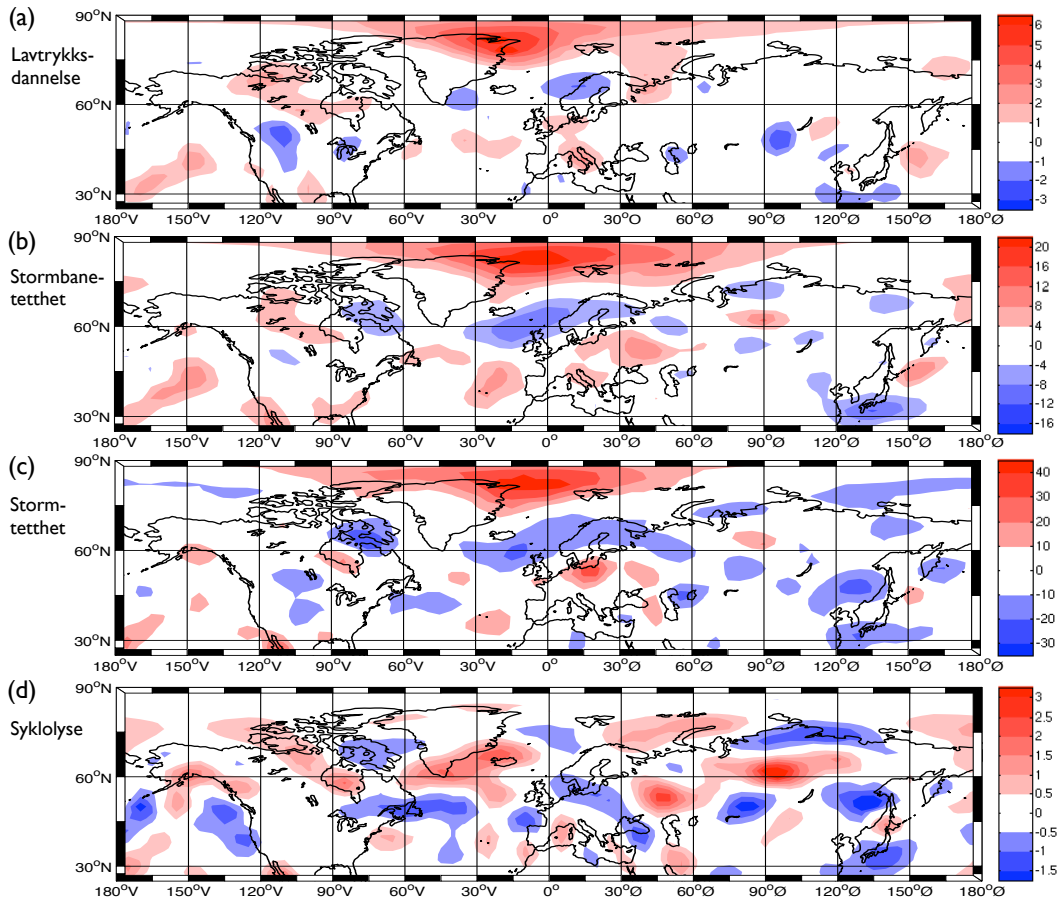 (a)
Lavtrykks-
dannelse
90°N
60°N
30°N
180°V 150°V 120°V 90°V 60°V 30°V 0° 30°Ø 60°Ø 90°Ø 120°Ø 150°Ø 180°Ø
6
5
4
3
2
1
0
-1
-2
-3
(b)
Stormbane-
tetthet
90°N
60°N
30°N
180°V 150°V 120°V 90°V 60°V 30°V 0° 30°Ø 60°Ø 90°Ø 120°Ø 150°Ø 180°Ø
20
16
12
8
4
0
-4
-8
-12
-16
(c)
Storm-
tetthet
90°N
60°N
30°N
180°V 150°V 120°V 90°V 60°V 30°V 0° 30°Ø 60°Ø 90°Ø 120°Ø 150°Ø 180°Ø
40
30
20
10
0
-10
-20
-30
(d)
Syklolyse
90°N
60°N
30°N
180°V 150°V 120°V 90°V 60°V 30°V 0° 30°Ø 60°Ø 90°Ø 120°Ø 150°Ø 180°Ø
3
2.5
2
1.5
1
0.5
0
-0.5
-1
-1.5